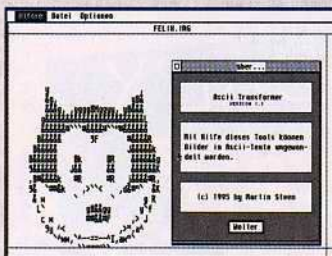 Datei Optionen
FELIX.IMG
über...
Ascii Transformer
VERSION 1.1
Mit Hilfe dieses Tools können
Bilder in Ascii-Texte umgewan-
delt werden.
(c) 1995 by Martin Steen
Weiter